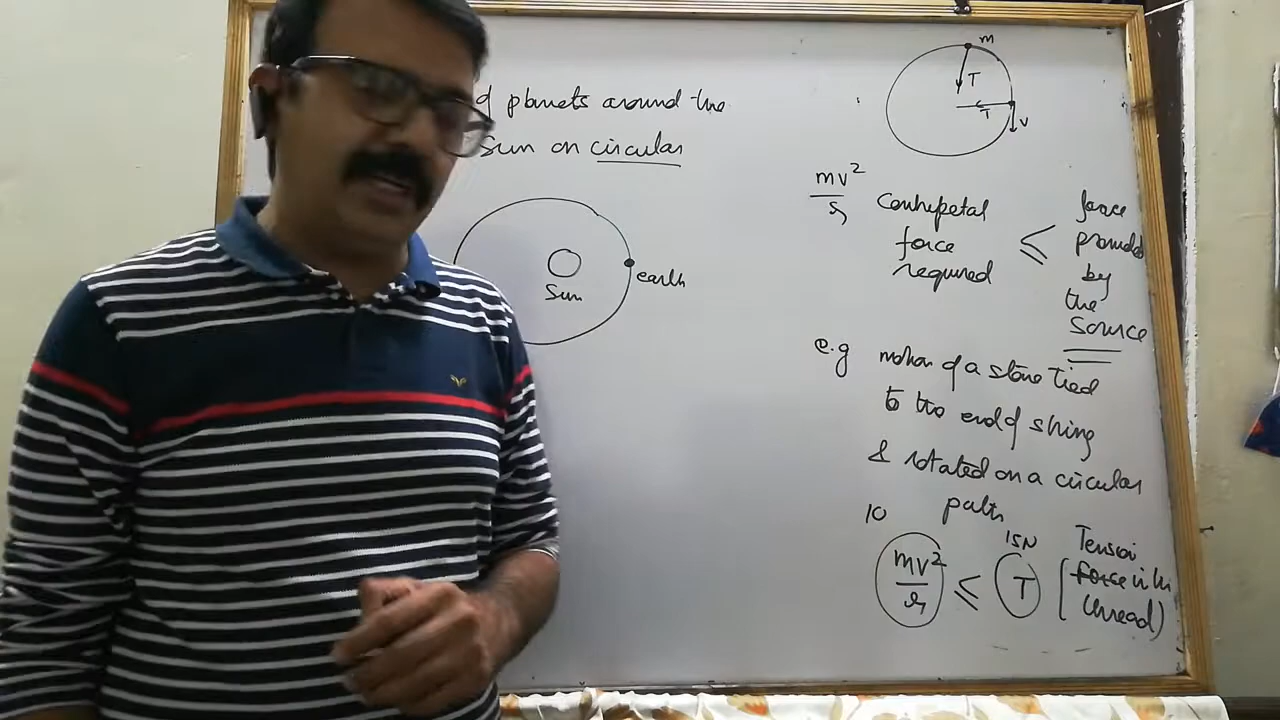 of planets around the
Sun on circular
Sun
earth
m
T
T
v
mv²
r
Centripetal
force
required
≤
force
provided
by
the
source
e.g motion of a stone tied
to the end of string
& rotated on a circular
path
10
15N
mv²
r
≤
T
Tension
force in the
thread)